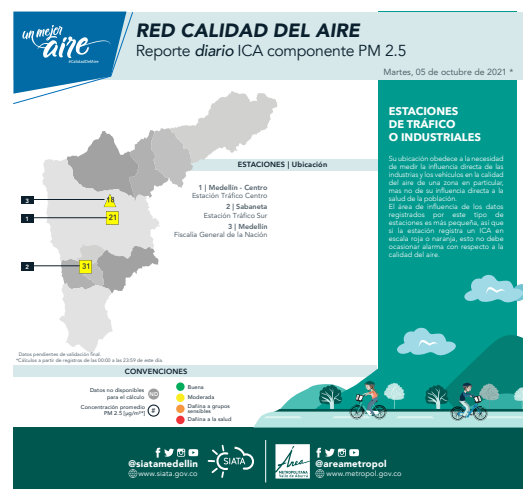 un mejor
aire
#CalidadDelAire
RED CALIDAD DEL AIRE
Reporte diario ICA componente PM 2.5
Martes, 05 de octubre de 2021 *
ESTACIONES | Ubicación
1 | Medellín - Centro
Estación Tráfico Centro
2 | Sabaneta
Estación Tráfico Sur
3 | Medellín
Fiscalía General de la Nación
3
18
1
21
2
31
ESTACIONES
DE TRÁFICO
O INDUSTRIALES
Su ubicación obedece a la necesidad
de medir la influencia directa de las
industrias y los vehículos en la calidad
del aire de una zona en particular,
mas no de su influencia directa a la
salud de la población.
El área de influencia de los datos
registrados por este tipo de
estaciones es más pequeña, así que
si la estación registra un ICA en
escala roja o naranja, esto no debe
ocasionar alarma con respecto a la
calidad del aire.
Datos pendientes de validación final.
*Cálculos a partir de registros de las 00:00 a las 23:59 de este día.
CONVENCIONES
Datos no disponibles
para el cálculo
ND
Concentración promedio
PM 2.5 (µg/m³)
#
Buena
Moderada
Dañina a grupos
sensibles
Dañina a la salud
@siatamedellin
www.siata.gov.co
SIATA
Área
METROPOLITANA
Valle de Aburrá
@areametropol
www.metropol.gov.co